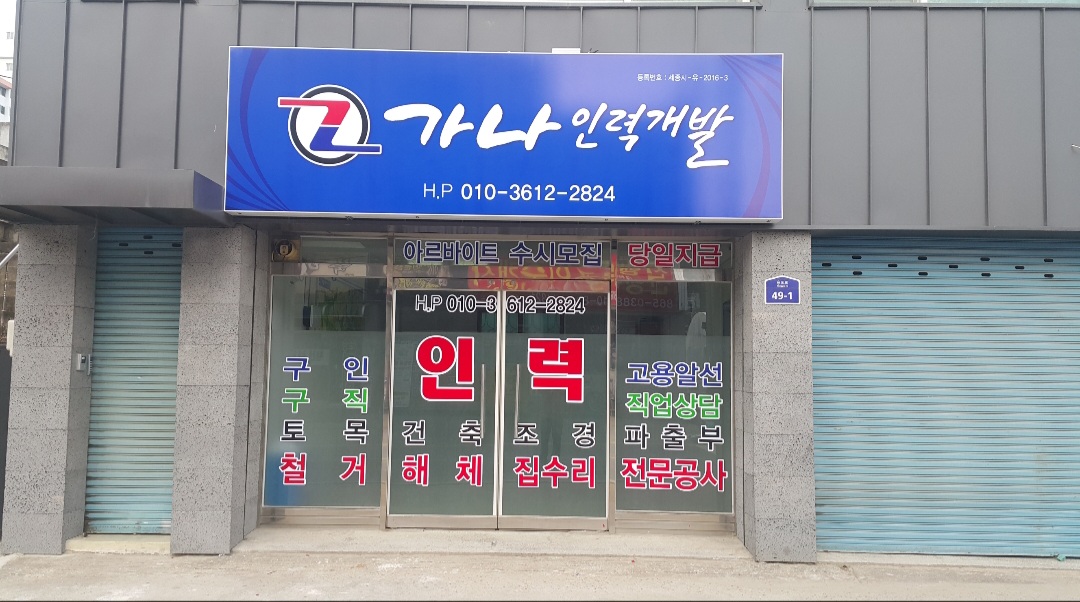 등록번호 : 세종시-유-2016-3
가나 인력개발
H.P 010-3612-2824
아르바이트 수시모집 당일지급
H.P 010-3612-2824
인력
구인
구직
토목
철거
건축
해체
조경
집수리
고용알선
직업상담
파출부
전문공사
49-1